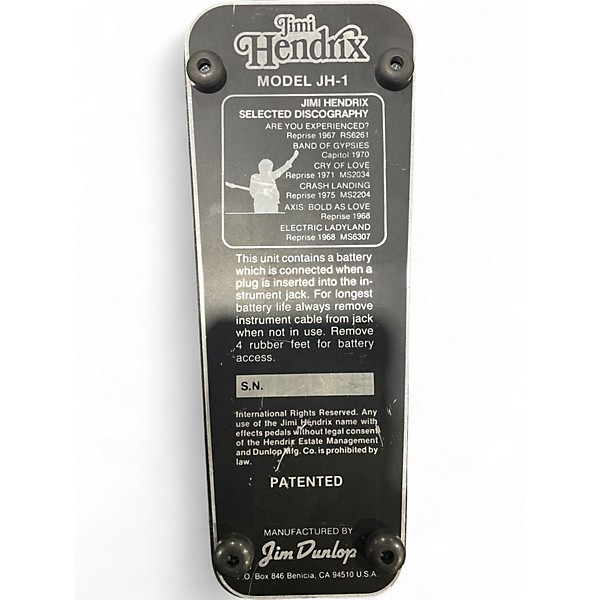 Jimi
Hendrix
MODEL JH-1
JIMI HENDRIX
SELECTED DISCOGRAPHY
ARE YOU EXPERIENCED?
Reprise 1967 RS6261
BAND OF GYPSIES
Capitol 1970
CRY OF LOVE
Reprise 1971 MS2034
CRASH LANDING
Reprise 1975 MS2204
AXIS: BOLD AS LOVE
Reprise 1968
ELECTRIC LADYLAND
Reprise 1968 MS6307
This unit contains a battery
which is connected when a
plug is inserted into the in-
strument jack. For longest
battery life always remove
instrument cable from jack
when not in use. Remove
4 rubber feet for battery
access.
S.N.
International Rights Reserved. Any
use of the Jimi Hendrix name with
effects pedals without legal consent
of the Hendrix Estate Management
and Dunlop Mfg. Co. is prohibited by
law.
PATENTED
MANUFACTURED BY
Jim Dunlop
.O. Box 846 Benicia, CA 94510 U.S.A.